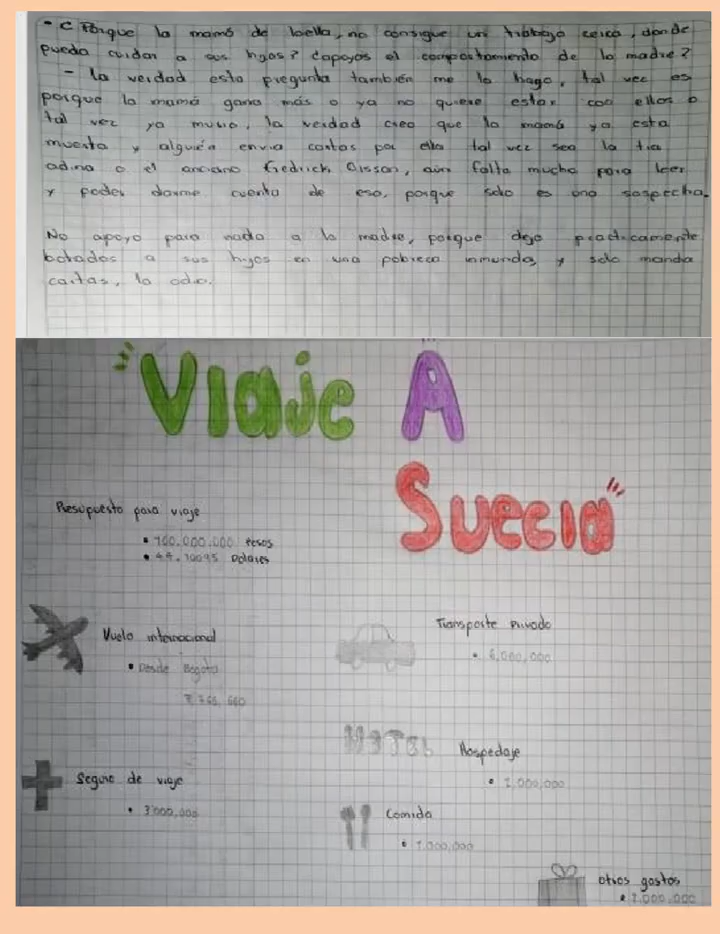 - ¿Porque la mamá de loella, no consigue un trabajo cerca, donde
pueda cuidar a sus hijos? ¿apoyas el comportamiento de la madre?
- la verdad esta pregunta también me la hago, tal vez es
porque la mamá gana más o ya no quiere estar con ellos o
tal vez ya murio, la verdad creo que la mamá ya esta
muerta y alguién envia cartas por ella tal vez sea la tia
adina o el anciano Fredrick Olsson, aún falta mucho para leer
y poder darme cuenta de eso, porque solo es una sospecha.
No apoyo para nada a la madre, porque dejo practicamente
botados a sus hijos en una pobreza inmunda, y solo manda
cartas, la odio.
"Viaje A
Suecia"
Presupuesto para viaje
• 100.000.000 Pesos
• Dolares
Vuelo internacional
• Desde Bogota
Transporte Privado
• 6,000,000
HOTEL Hospedaje
Seguro de viaje
• 3'000,000
Comida
otros gastos